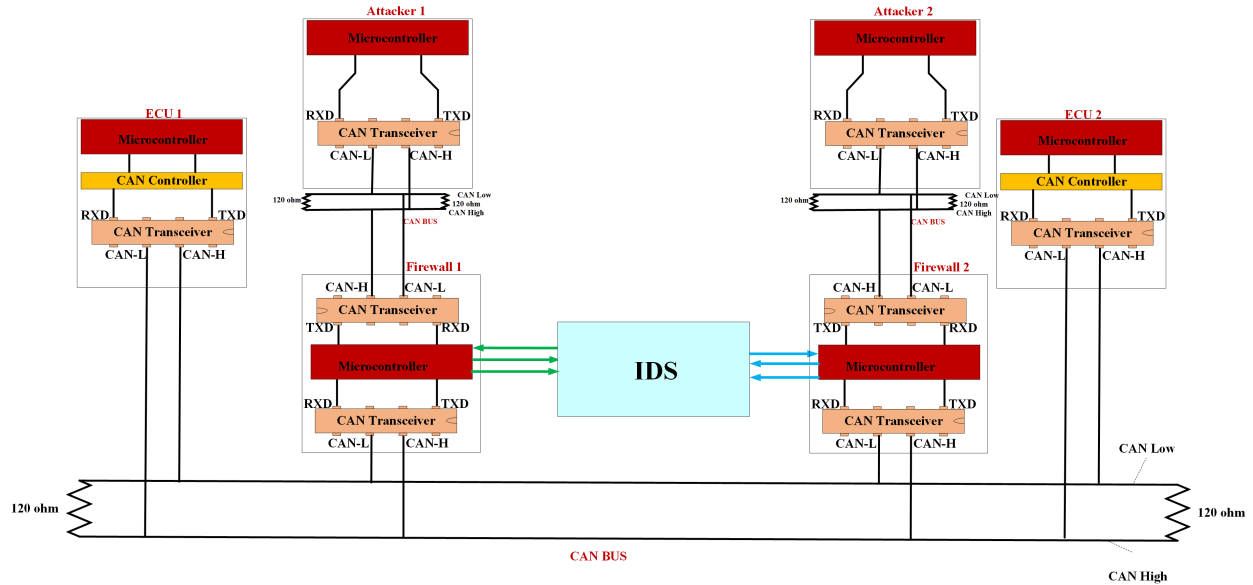 Attacker 1
Microcontroller
RXD
TXD
CAN Transceiver
CAN-L
CAN-H
120 ohm
CAN Low
120 ohm
CAN High
CAN BUS
Attacker 2
Microcontroller
RXD
TXD
CAN Transceiver
CAN-L
CAN-H
120 ohm
CAN Low
120 ohm
CAN High
CAN BUS
ECU 1
Microcontroller
CAN Controller
RXD
TXD
CAN Transceiver
CAN-L
CAN-H
ECU 2
Microcontroller
CAN Controller
RXD
TXD
CAN Transceiver
CAN-L
CAN-H
Firewall 1
CAN-H
CAN-L
CAN Transceiver
TXD
RXD
Microcontroller
RXD
TXD
CAN Transceiver
CAN-L
CAN-H
IDS
Firewall 2
CAN-H
CAN-L
CAN Transceiver
TXD
RXD
Microcontroller
RXD
TXD
CAN Transceiver
CAN-L
CAN-H
CAN Low
120 ohm
120 ohm
CAN BUS
CAN High